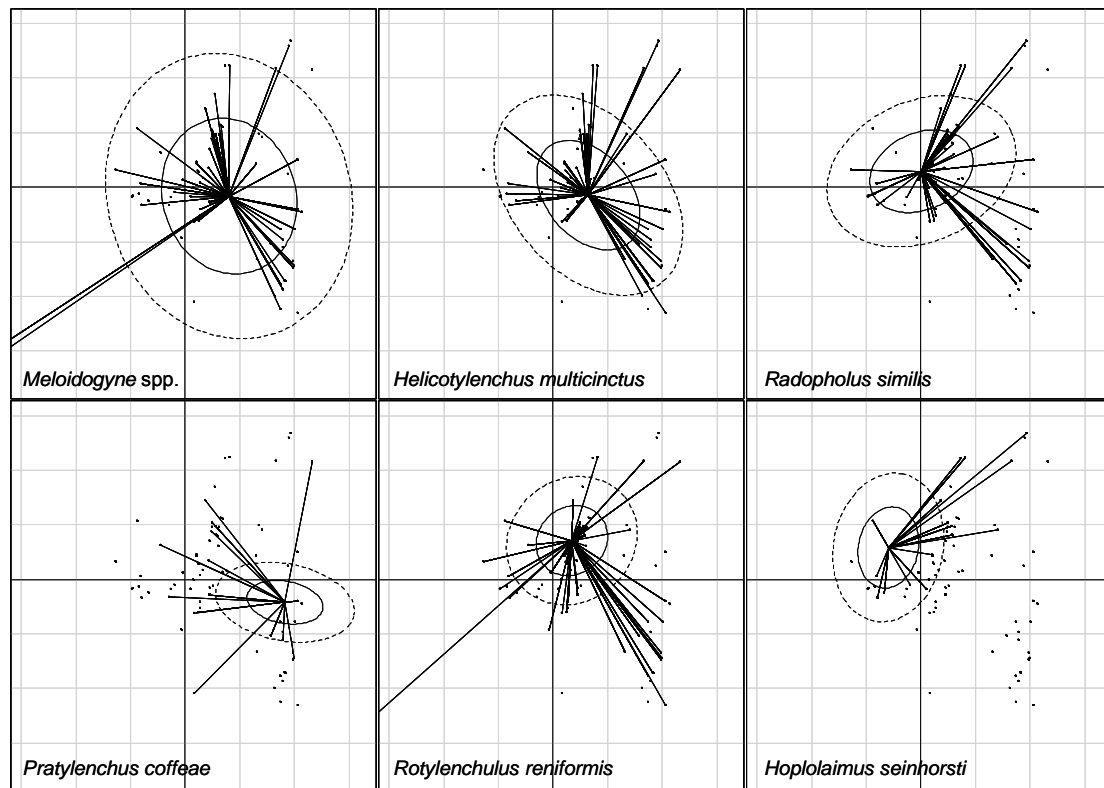 Meloidogyne spp.
Helicotylenchus multicinctus
Radopholus similis
Pratylenchus coffeae
Rotylenchulus reniformis
Hoplolaimus seinhorsti